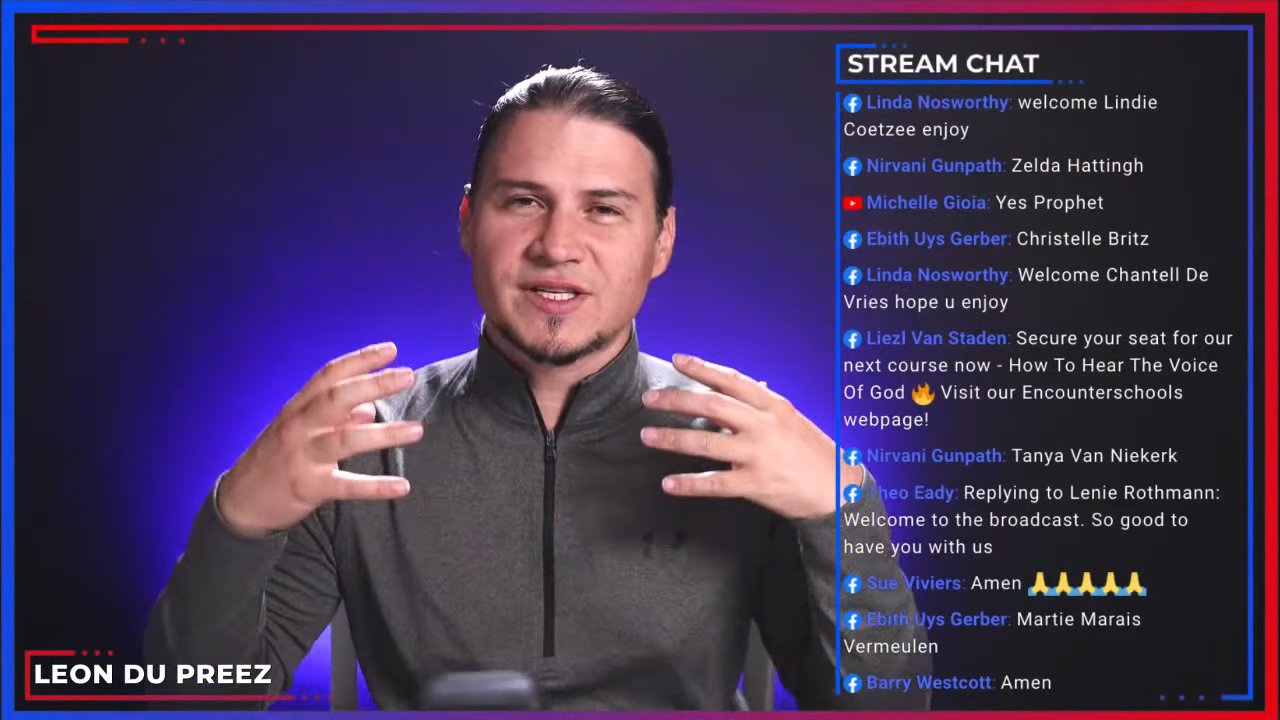 STREAM CHAT
Linda Nosworthy: welcome Lindie
Coetzee enjoy
Nirvani Gunpath: Zelda Hattingh
Michelle Gioia: Yes Prophet
Ebith Uys Gerber: Christelle Britz
Linda Nosworthy: Welcome Chantell De
Vries hope u enjoy
Liezl Van Staden: Secure your seat for our
next course now - How To Hear The Voice
Of God 🔥 Visit our Encounterschools
webpage!
Nirvani Gunpath: Tanya Van Niekerk
Theo Eady: Replying to Lenie Rothmann:
Welcome to the broadcast. So good to
have you with us
Sue Viviers: Amen 🙏🙏🙏🙏🙏
Ebith Uys Gerber: Martie Marais
Vermeulen
Barry Westcott: Amen
LEON DU PREEZ